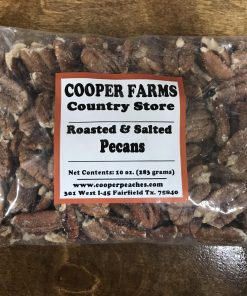 COOPER FARMS
Country Store
Roasted & Salted
Pecans
Net Contents: 10 oz. (283 grams)
www.cooperpeaches.com
301 West I-45 Fairfield Tx. 75840